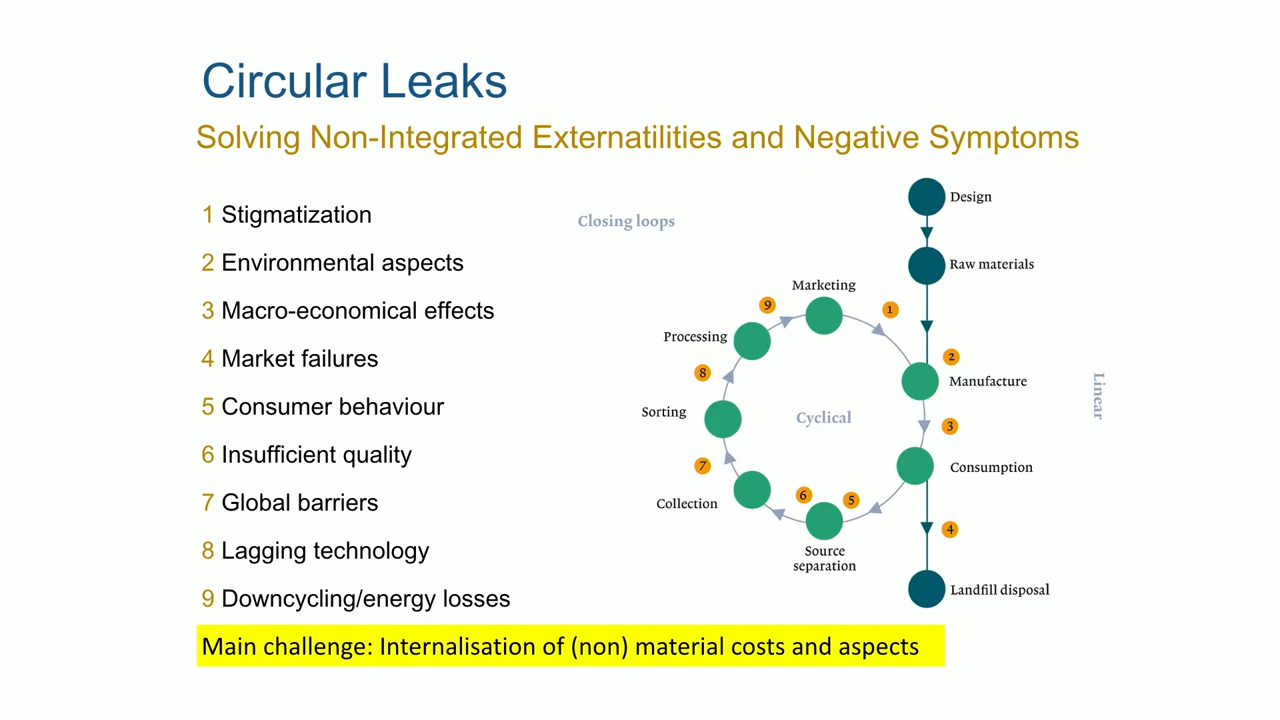 Circular Leaks
Solving Non-Integrated Externatilities and Negative Symptoms
1 Stigmatization
2 Environmental aspects
3 Macro-economical effects
4 Market failures
5 Consumer behaviour
6 Insufficient quality
7 Global barriers
8 Lagging technology
9 Downcycling/energy losses
Main challenge: Internalisation of (non) material costs and aspects
Closing loops
Design
Raw materials
Marketing
9
1
Processing
2
8
Manufacture
Linear
Sorting
Cyclical
3
7
Consumption
6
5
Collection
4
Source
separation
Landfill disposal